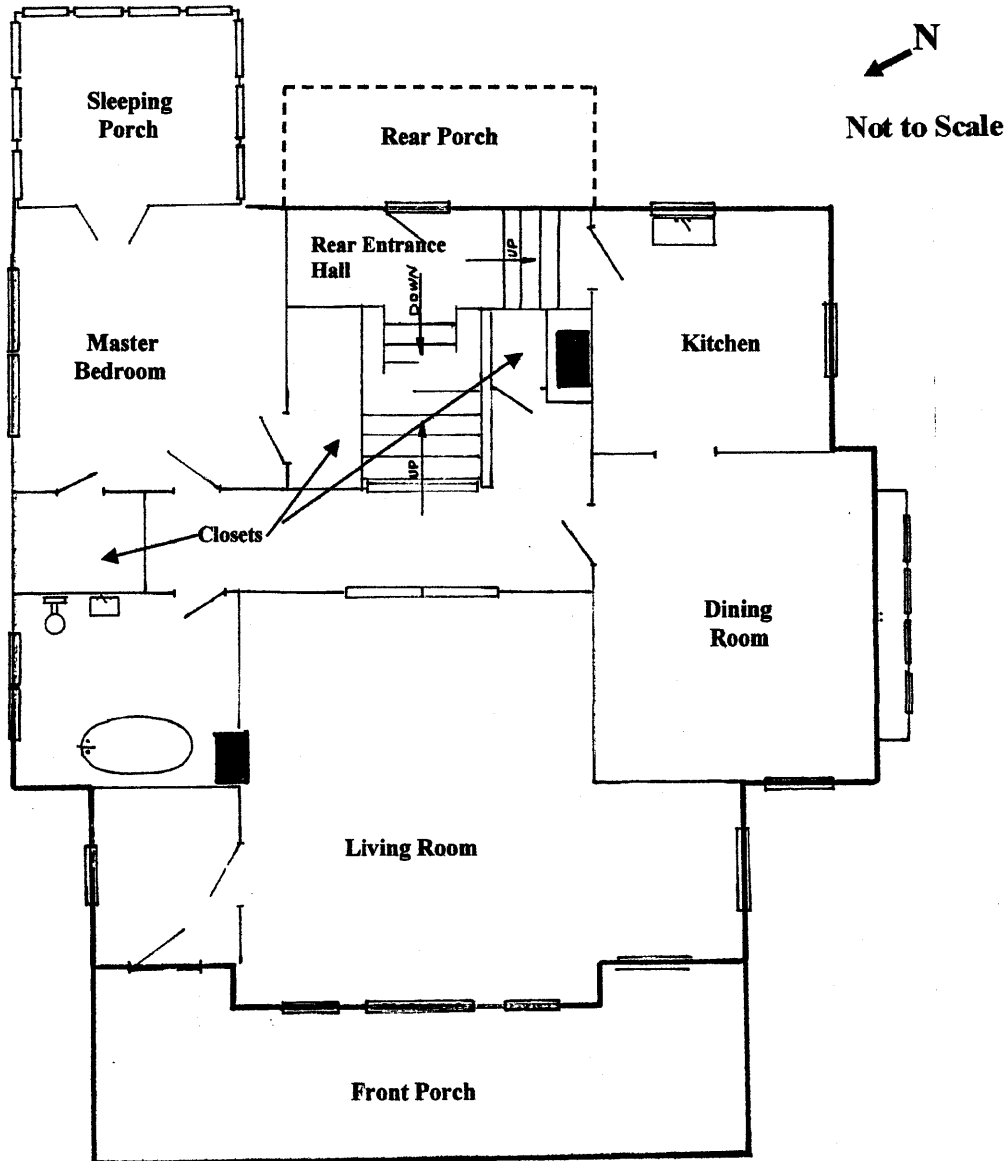 N
Not to Scale
Sleeping
Porch
Rear Porch
Rear Entrance
Hall
UP
DOWN
Master
Bedroom
Kitchen
UP
Closets
Dining
Room
Living Room
Front Porch